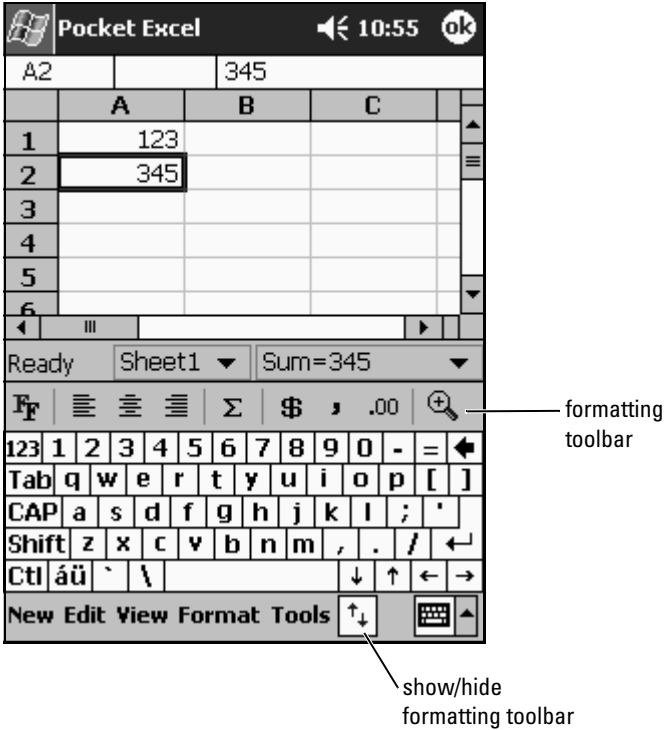 Pocket Excel 10:55 ok
A2 345
A B C
1 123
2 345
3
4
5
6
Ready Sheet1 Sum=345
FF Σ $ , .00
formatting
toolbar
123 1 2 3 4 5 6 7 8 9 0 - = 
Tab q w e r t y u i o p [ ]
CAP a s d f g h j k l ; '
Shift z x c v b n m , . / ↵
Ctl áü ` \ ↓ ↑ ← →
New Edit View Format Tools ↑↓
show/hide
formatting toolbar